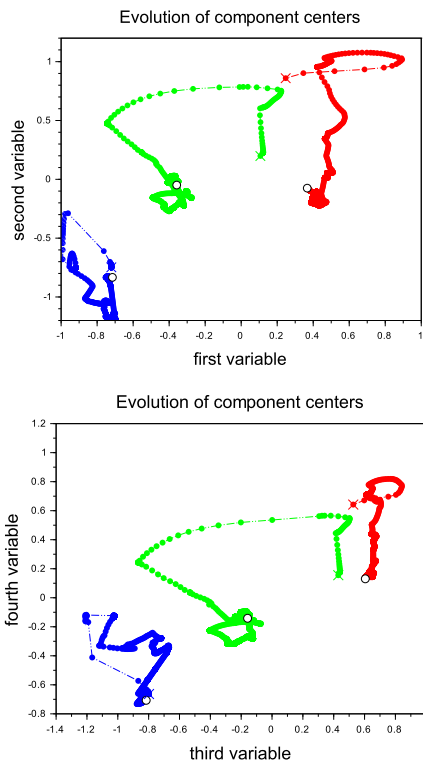 Evolution of component centers
1
0.5
0
-0.5
-1
second variable
-1 -0.8 -0.6 -0.4 -0.2 0 0.2 0.4 0.6 0.8 1
first variable
Evolution of component centers
1.2
1
0.8
0.6
0.4
0.2
0
-0.2
-0.4
-0.6
-0.8
fourth variable
-1.4 -1.2 -1 -0.8 -0.6 -0.4 -0.2 0 0.2 0.4 0.6 0.8
third variable